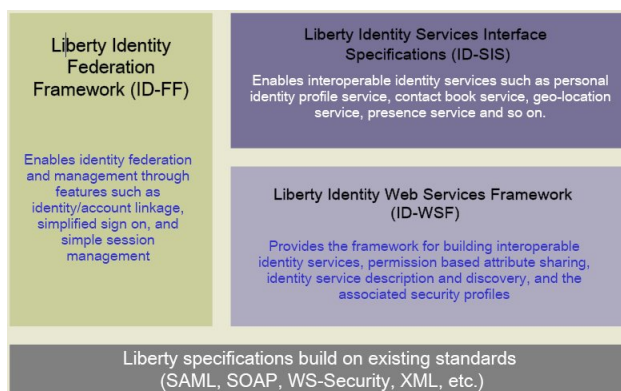 Liberty Identity
Federation
Framework (ID-FF)
Enables identity federation
and management through
features such as
identity/account linkage,
simplified sign on, and
simple session
management
Liberty Identity Services Interface
Specifications (ID-SIS)
Enables interoperable identity services such as personal
identity profile service, contact book service, geo-location
service, presence service and so on.
Liberty Identity Web Services Framework
(ID-WSF)
Provides the framework for building interoperable
identity services, permission based attribute sharing,
identity service description and discovery, and the
associated security profiles
Liberty specifications build on existing standards
(SAML, SOAP, WS-Security, XML, etc.)